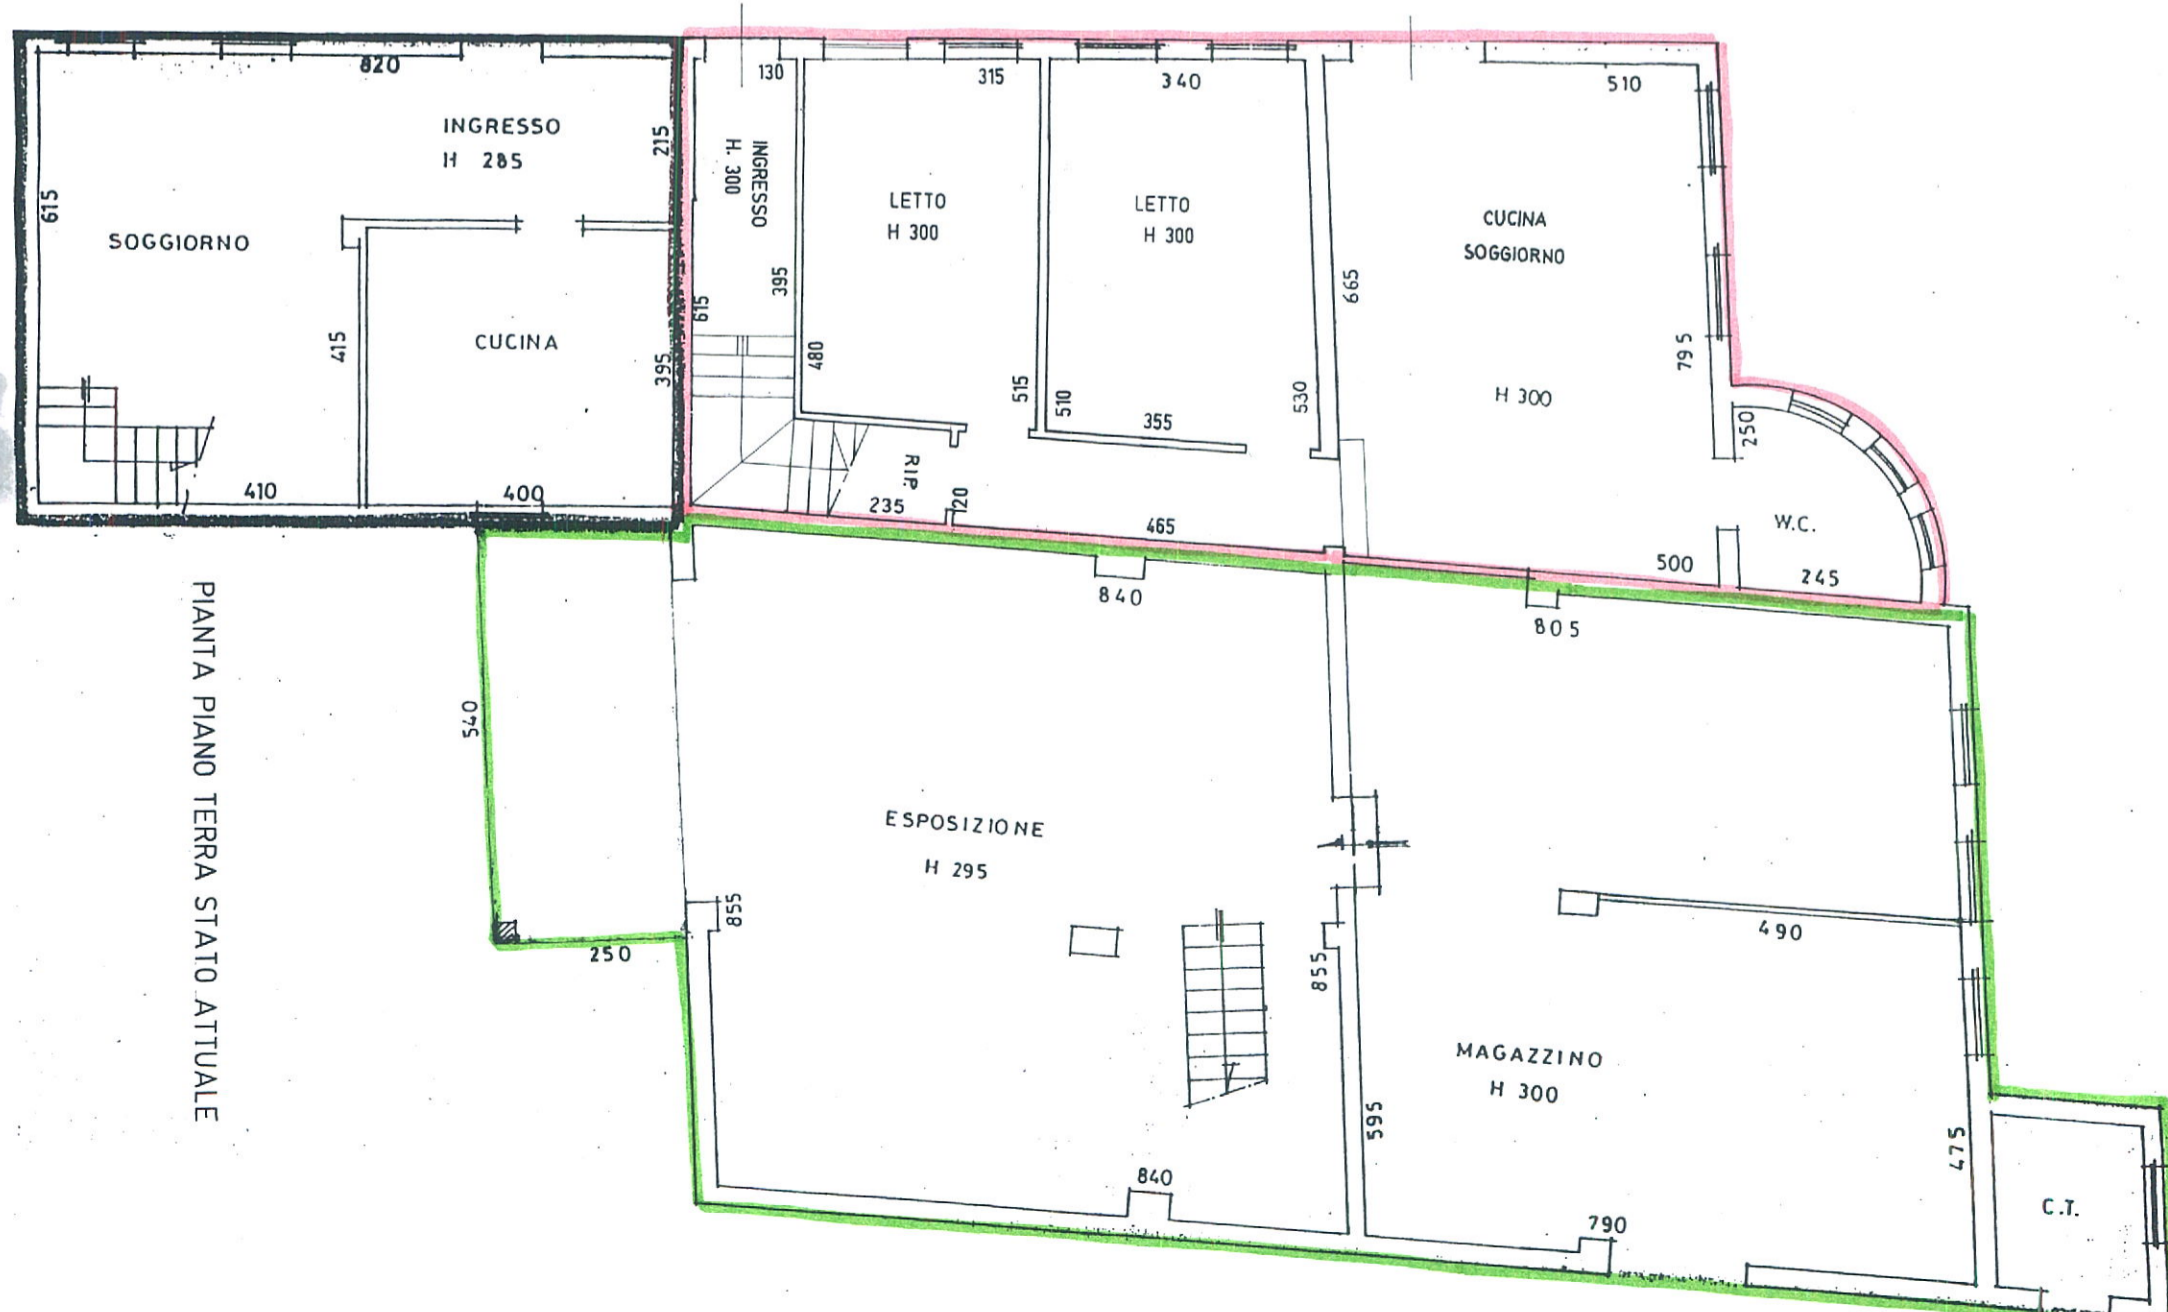 820
130
315
340
510
INGRESSO
H 285
215
INGRESSO
H. 300
615
SOGGIORNO
LETTO
H 300
LETTO
H 300
CUCINA
SOGGIORNO
395
665
615
415
CUCINA
395
480
795
515
510
530
H 300
355
250
RIP.
410
400
235
120
465
W.C.
500
245
840
805
PIANTA PIANO TERRA STATO ATTUALE
540
ESPOSIZIONE
H 295
855
250
490
855
MAGAZZINO
H 300
595
475
840
C.T.
790